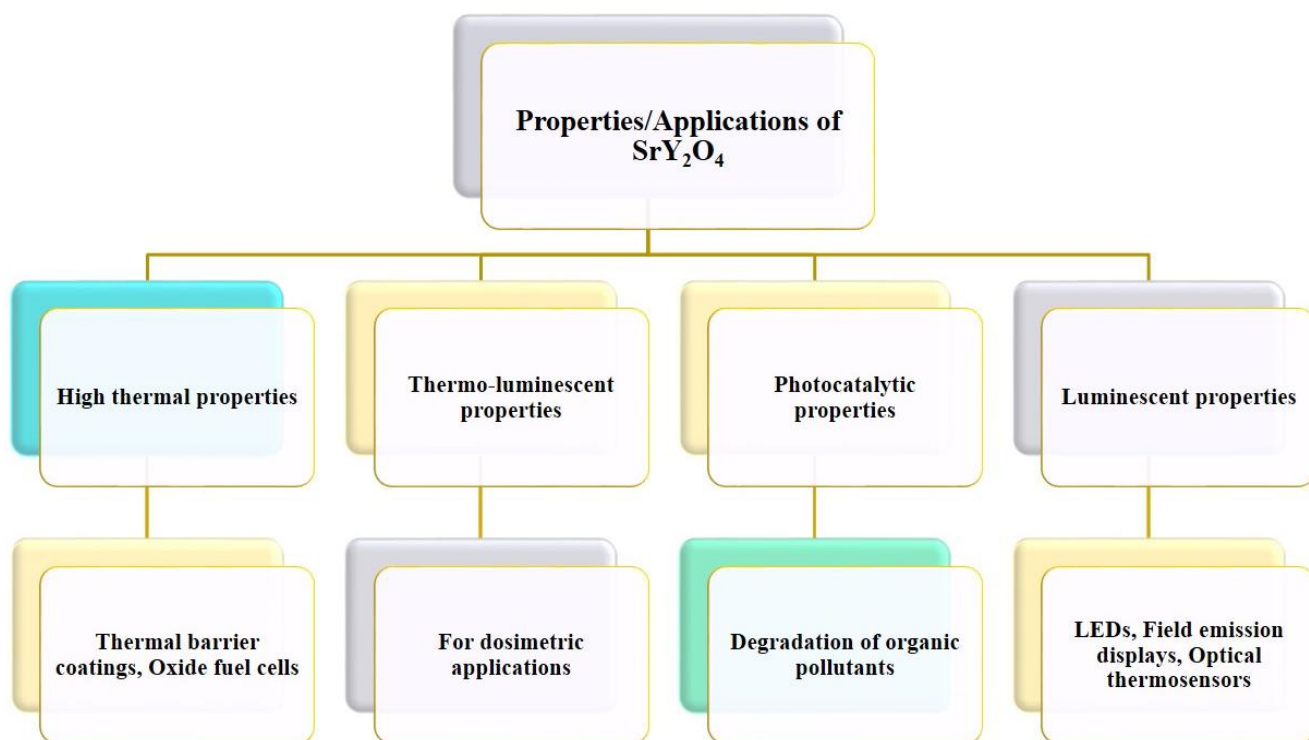 Properties/Applications of
SrY₂O₄
High thermal properties
Thermo-luminescent
properties
Photocatalytic
properties
Luminescent properties
Thermal barrier
coatings, Oxide fuel cells
For dosimetric
applications
Degradation of organic
pollutants
LEDs, Field emission
displays, Optical
thermosensors